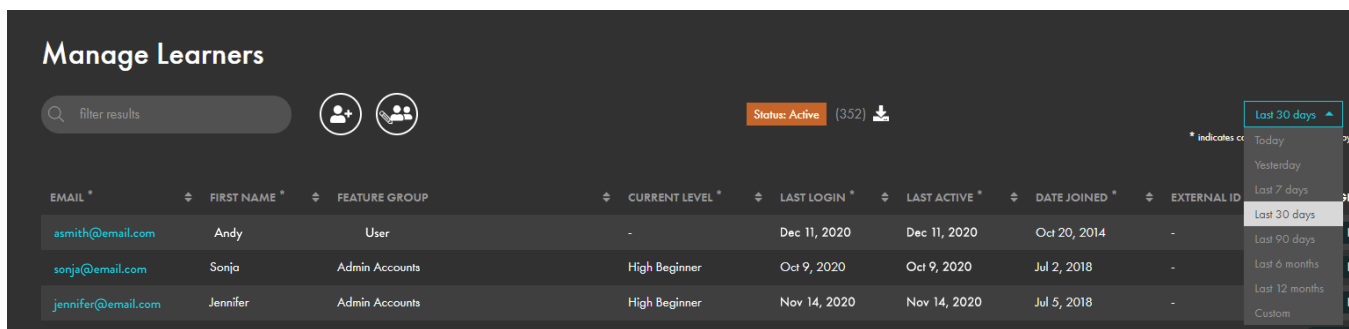 Manage Learners
filter results
Status: Active (352)
Last 30 days
* indicates
Today
Yesterday
Last 7 days
Last 30 days
Last 90 days
Last 6 months
Last 12 months
Custom
EMAIL * FIRST NAME * FEATURE GROUP CURRENT LEVEL * LAST LOGIN * LAST ACTIVE * DATE JOINED * EXTERNAL ID
asmith@email.com Andy User - Dec 11, 2020 Dec 11, 2020 Oct 20, 2014 -
sonja@email.com Sonja Admin Accounts High Beginner Oct 9, 2020 Oct 9, 2020 Jul 2, 2018 -
jennifer@email.com Jennifer Admin Accounts High Beginner Nov 14, 2020 Nov 14, 2020 Jul 5, 2018 -